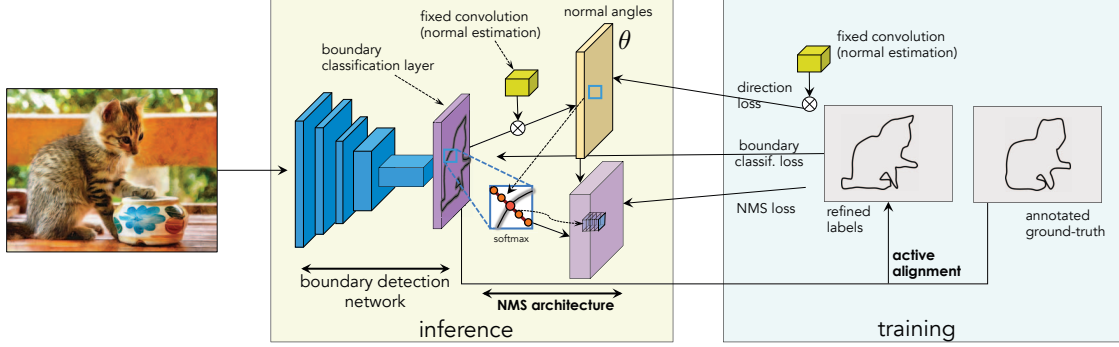 fixed convolution
(normal estimation)
normal angles
θ
boundary
classification layer
softmax
boundary detection
network
NMS architecture
inference
fixed convolution
(normal estimation)
direction
loss
boundary
classif. loss
NMS loss
refined
labels
annotated
ground-truth
active
alignment
training